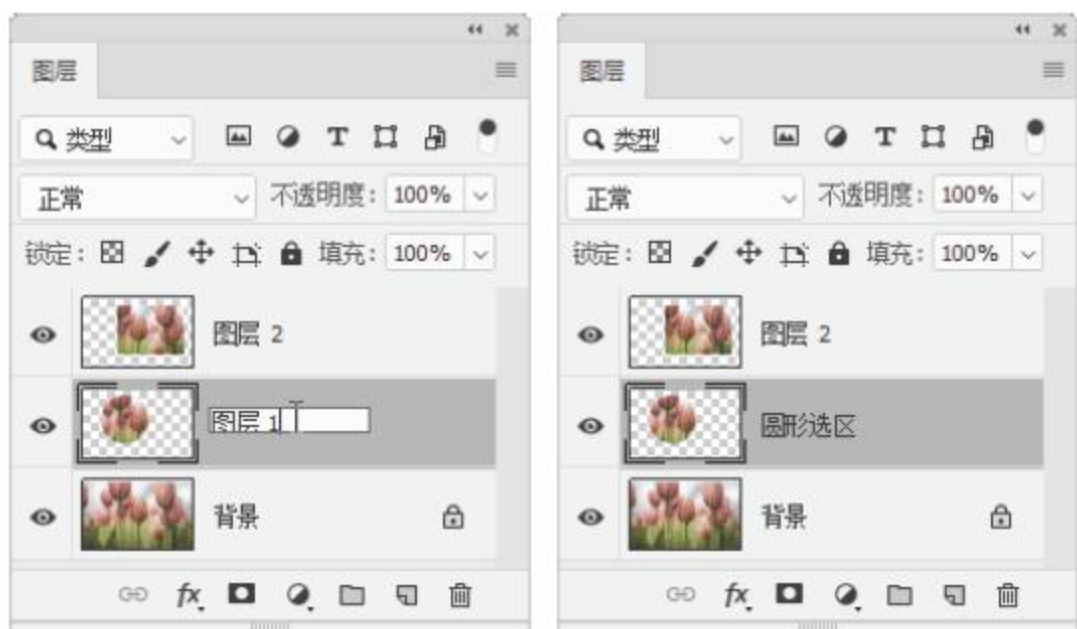 图层
类型
正常 不透明度: 100%
锁定: 填充: 100%
图层 2
图层 1
背景
fx
图层
类型
正常 不透明度: 100%
锁定: 填充: 100%
图层 2
圆形选区
背景
fx